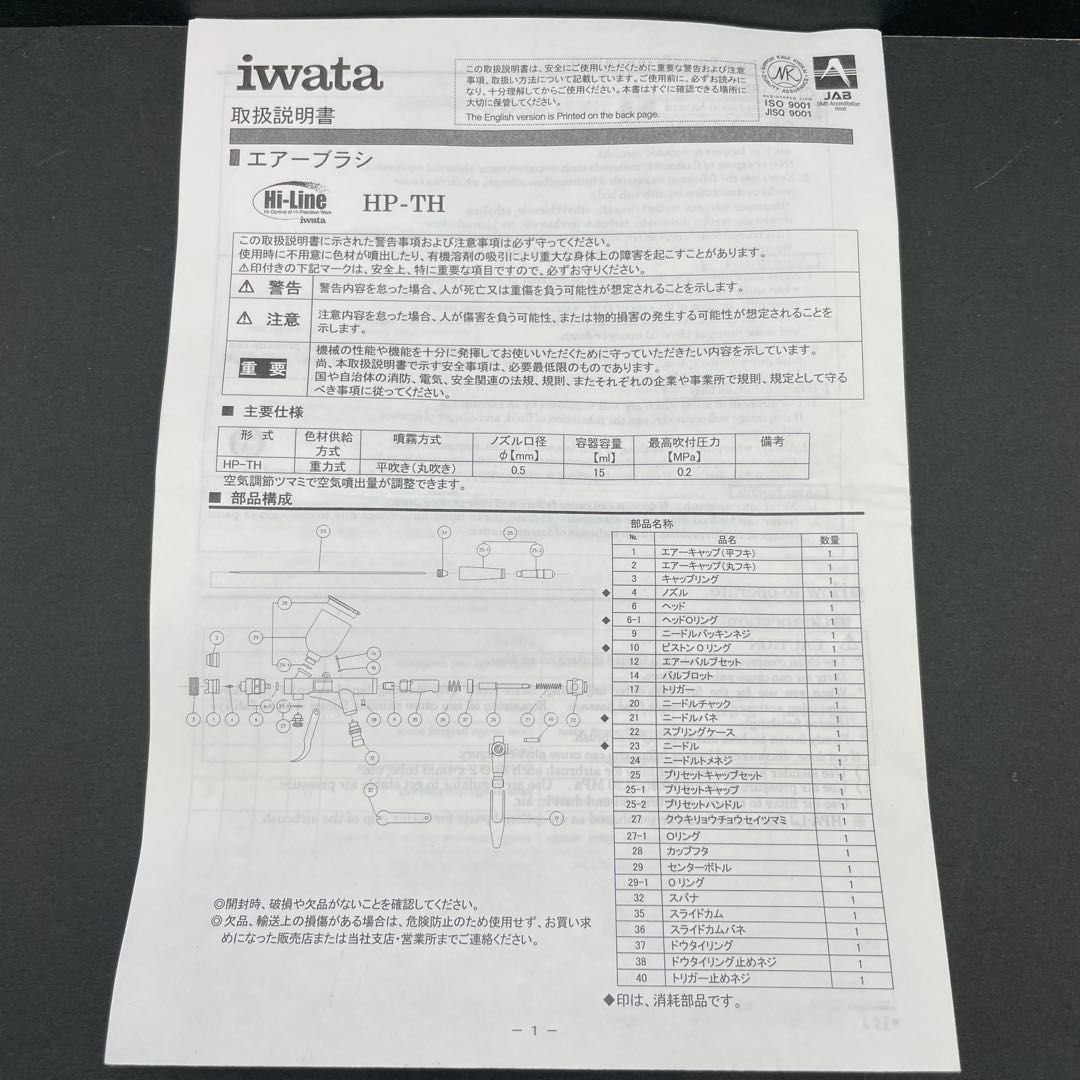 iwata
取扱説明書
この取扱説明書は、安全にご使用いただくために重要な警告および注意
事項、取扱い方法について記載しています。ご使用前に、必ずお読みに
なり、十分理解してからご使用ください。本書はすぐに確認できる場所に
大切に保管してください。
The English version is Printed on the back page.
ISO 9001
JISQ 9001
JAB
QMS Accreditation
エアーブラシ
Hi-Line
Hi-Control of Hi-Precision Work
iwata
HP-TH
この取扱説明書に示された警告事項および注意事項は必ず守ってください。
使用時に不用意に色材が噴出したり、有機溶剤の吸引により重大な身体上の障害を起こすことがあります。
⚠印付きの下記マークは、安全上、特に重要な項目ですので、必ずお守りください。
⚠ 警告 警告内容を怠った場合、人が死亡又は重傷を負う可能性が想定されることを示します。
⚠ 注意 注意内容を怠った場合、人が傷害を負う可能性、または物的損害の発生する可能性が想定されることを
示します。
重要 機械の性能や機能を十分に発揮してお使いいただくために守っていただきたい内容を示しています。
尚、本取扱説明書で示す安全事項は、必要最低限のものであります。
国や自治体の消防、電気、安全関連の法規、規則、またそれぞれの企業や事業所で規則、規定として守る
べき事項に従ってください。
■ 主要仕様
形式 色材供給方式 噴霧方式 ノズル口径φ【mm】 容器容量【ml】 最高吹付圧力【MPa】 備考
HP-TH 重力式 平吹き(丸吹き) 0.5 15 0.2
空気調節ツマミで空気噴出量が調整できます。
■ 部品構成
部品名称
№ 品名 数量
1 エアーキャップ(平フキ) 1
2 エアーキャップ(丸フキ) 1
3 キャップリング 1
◆ 4 ノズル 1
6 ヘッド 1
◆ 6-1 ヘッドOリング 1
9 ニードルパッキンネジ 1
◆ 10 ピストンOリング 1
12 エアーバルブセット 1
14 バルブロット 1
17 トリガー 1
20 ニードルチャック 1
◆ 21 ニードルバネ 1
22 スプリングケース 1
◆ 23 ニードル 1
24 ニードルトメネジ 1
25 プリセットキャップセット 1
25-1 プリセットキャップ 1
25-2 プリセットハンドル 1
27 クウキリョウチョウセイツマミ 1
27-1 Oリング 1
28 カップフタ 1
29 センターボトル 1
29-1 Oリング 1
32 スパナ 1
35 スライドカム 1
36 スライドカムバネ 1
37 ドウタイリング 1
38 ドウタイリング止めネジ 1
40 トリガー止めネジ 1
◆印は、消耗部品です。
◎開封時、破損や欠品がないことを確認してください。
◎欠品、輸送上の損傷がある場合は、危険防止のため使用せず、お買い求
めになった販売店または当社支店・営業所までご連絡ください。
－ 1 －